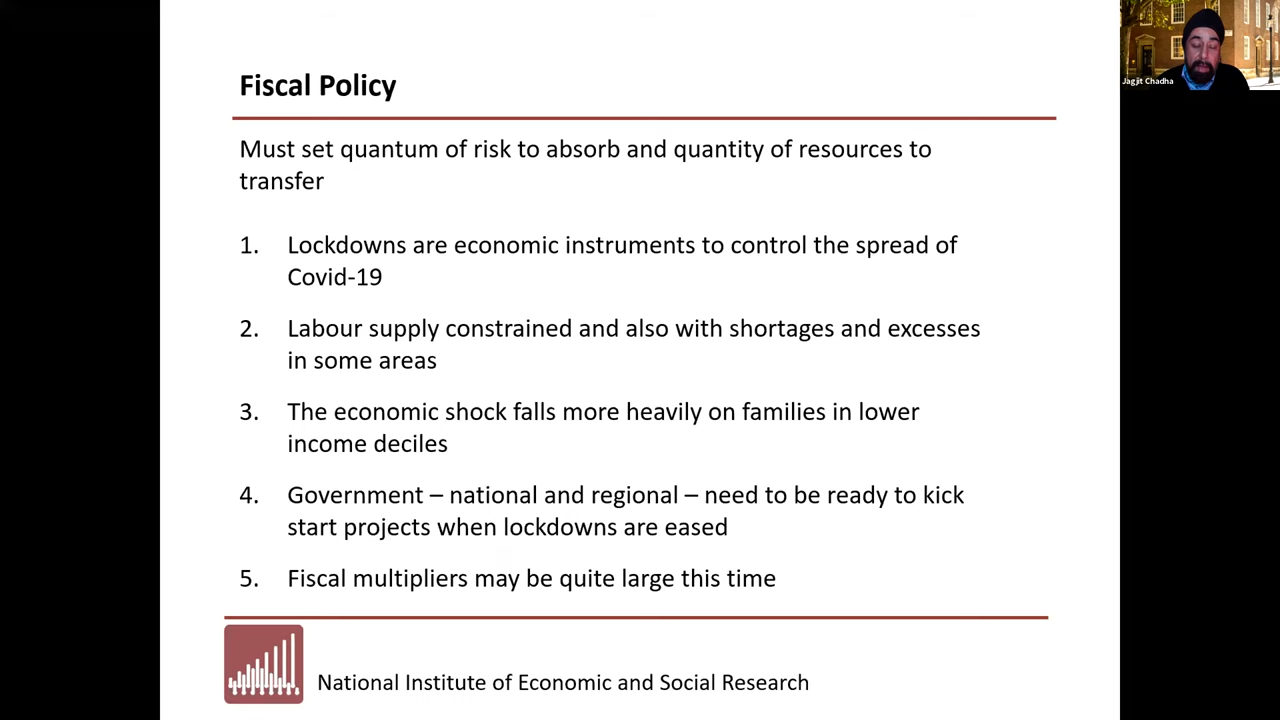 Fiscal Policy
Must set quantum of risk to absorb and quantity of resources to
transfer
1. Lockdowns are economic instruments to control the spread of
Covid-19
2. Labour supply constrained and also with shortages and excesses
in some areas
3. The economic shock falls more heavily on families in lower
income deciles
4. Government – national and regional – need to be ready to kick
start projects when lockdowns are eased
5. Fiscal multipliers may be quite large this time
National Institute of Economic and Social Research
Jagjit Chadha